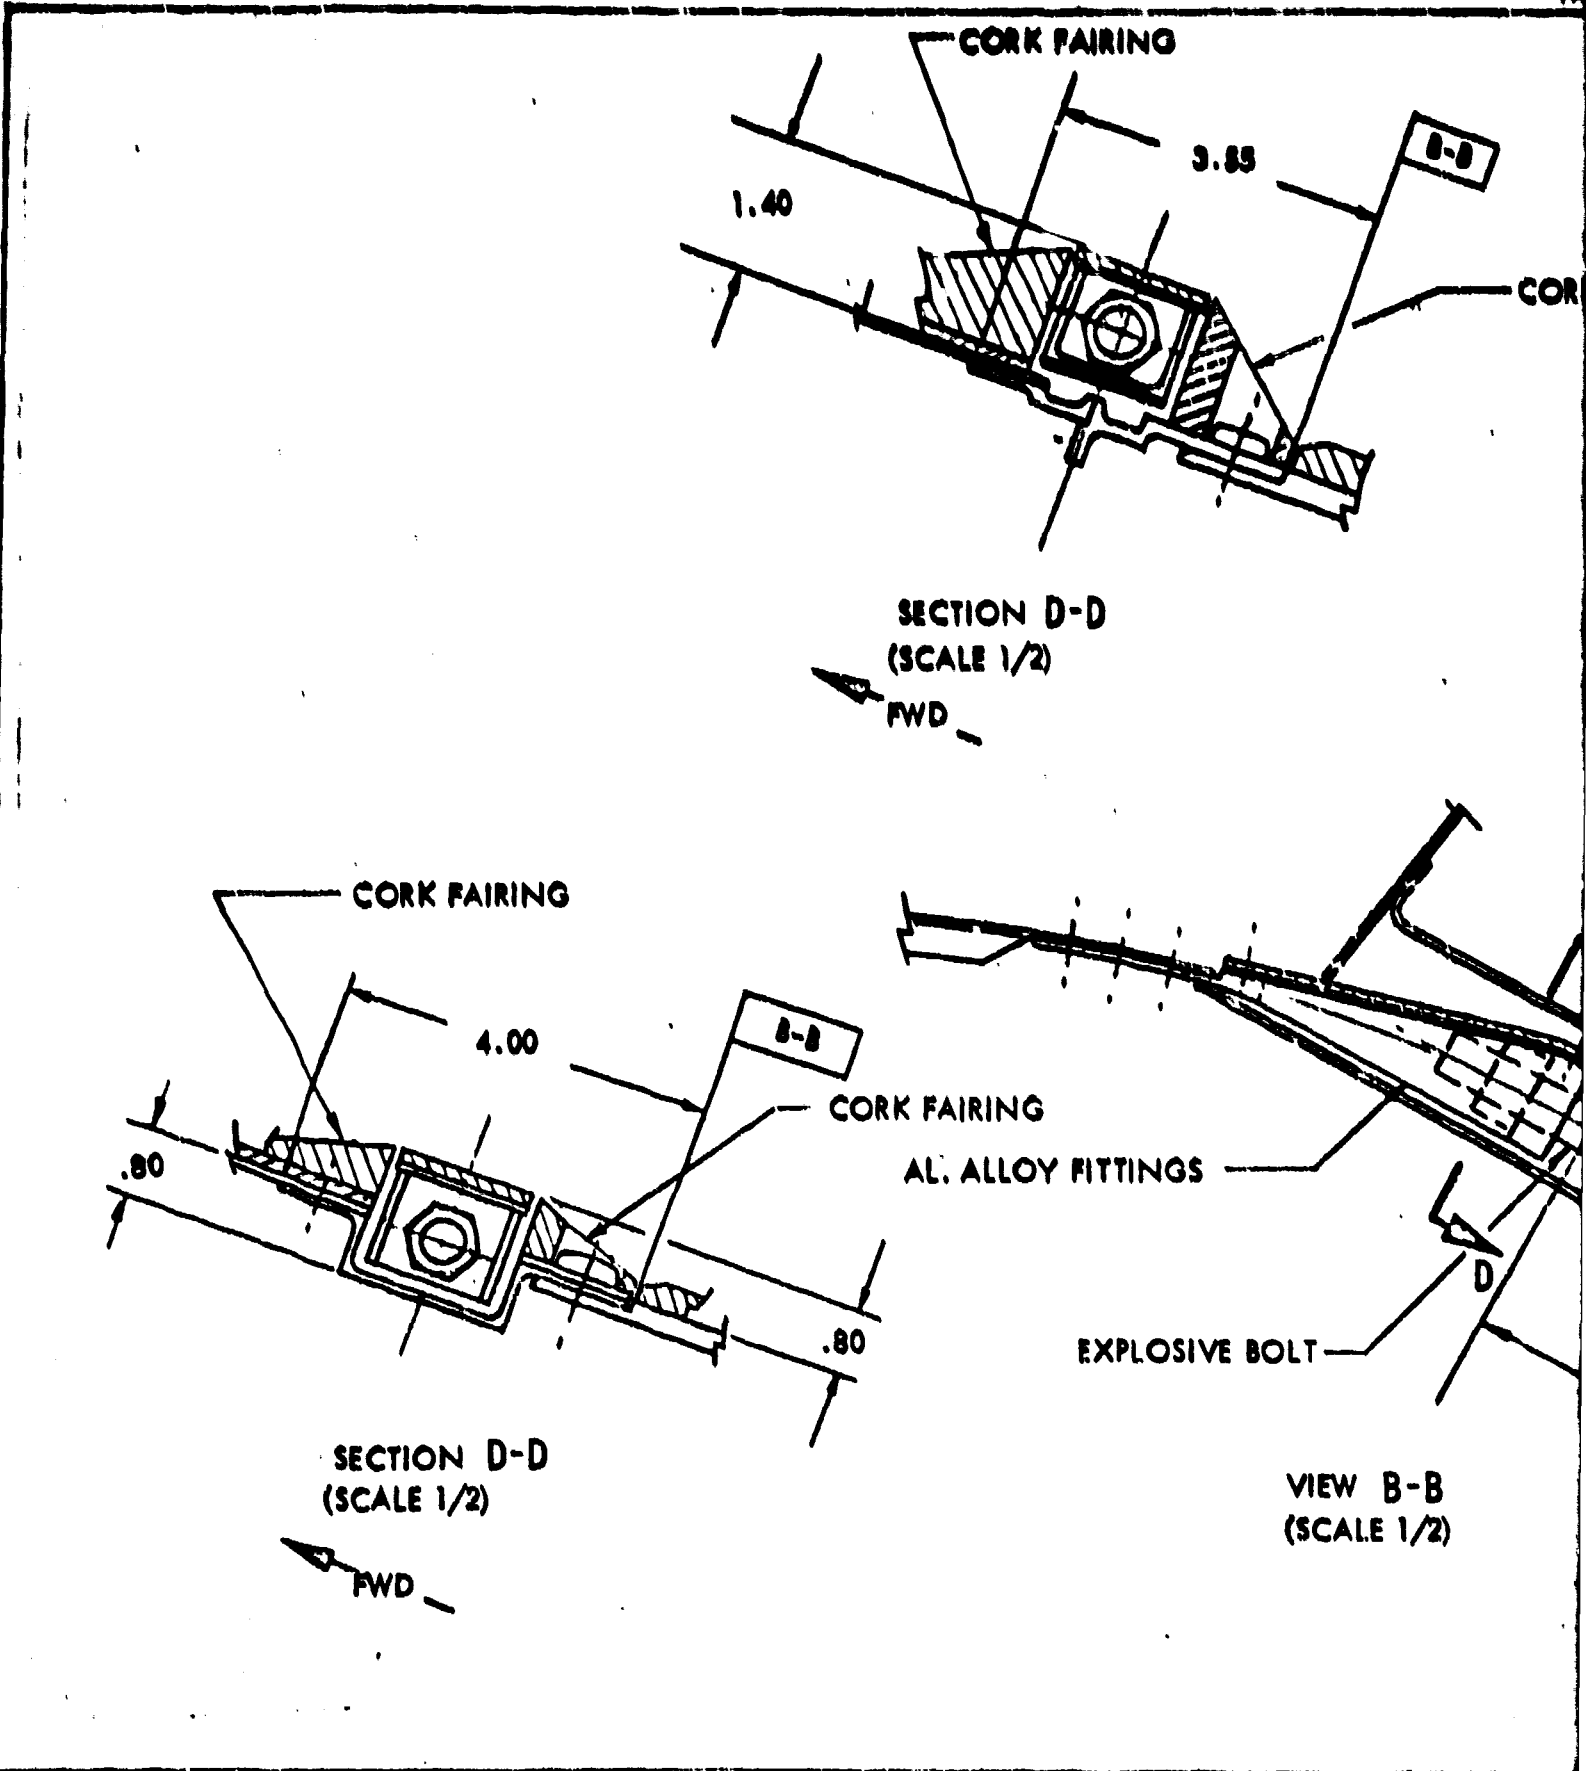 CORK FAIRING
B-B
3.85
1.40
COR
SECTION D-D
(SCALE 1/2)
FWD
CORK FAIRING
4.00
B-B
CORK FAIRING
.80
AL. ALLOY FITTINGS
D
.80
EXPLOSIVE BOLT
SECTION D-D
(SCALE 1/2)
VIEW B-B
(SCALE 1/2)
FWD